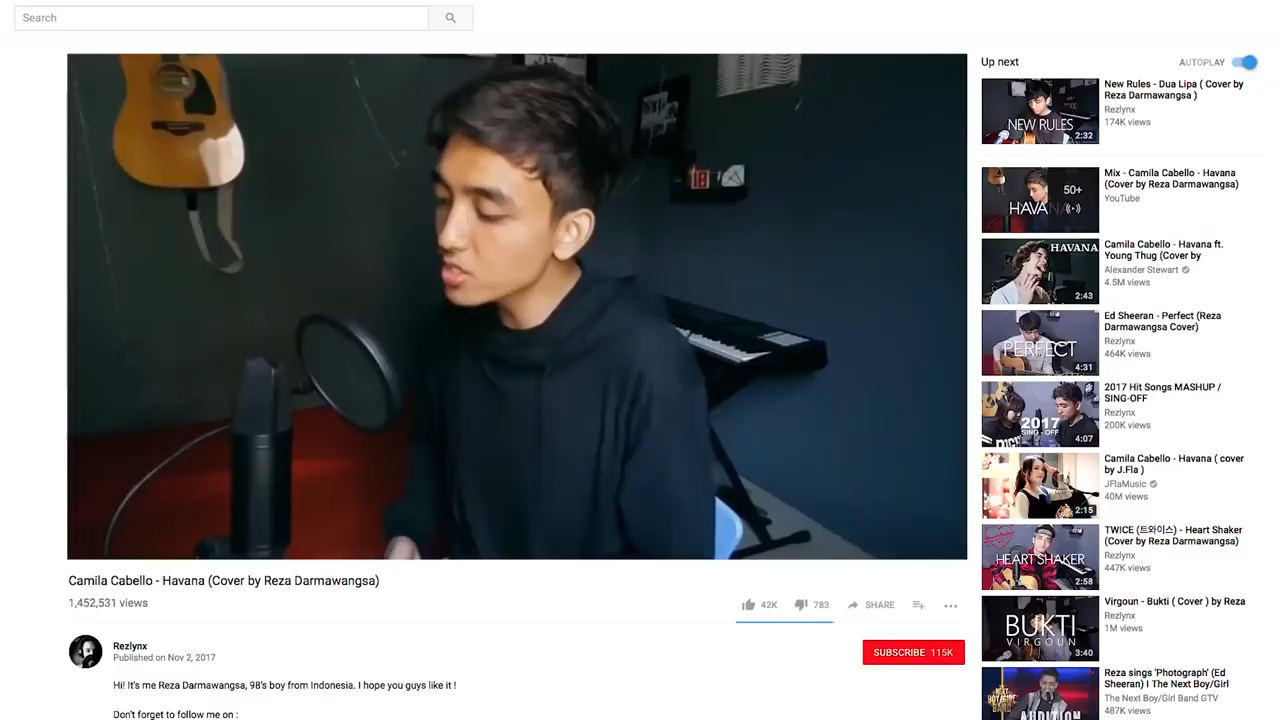 Search
Up next
AUTOPLAY
New Rules - Dua Lipa ( Cover by
Reza Darmawangsa )
Rezlynx
174K views
NEW RULES
2:32
Mix - Camila Cabello - Havana
(Cover by Reza Darmawangsa)
YouTube
50+
HAVANA
Camila Cabello - Havana ft.
Young Thug (Cover by
Alexander Stewart
4.5M views
HAVANA
2:43
Ed Sheeran - Perfect (Reza
Darmawangsa Cover)
Rezlynx
464K views
PERFECT
4:31
2017 Hit Songs MASHUP /
SING-OFF
Rezlynx
200K views
2017
SING - OFF
4:07
Camila Cabello - Havana ( cover
by J.Fla )
JFlaMusic
40M views
2:15
TWICE (트와이스) - Heart Shaker
(Cover by Reza Darmawangsa)
Rezlynx
447K views
HEART SHAKER
2:58
Virgoun - Bukti ( Cover ) by Reza
Rezlynx
1M views
BUKTI
VIRGOUN
3:40
Reza sings 'Photograph' (Ed
Sheeran) I The Next Boy/Girl
The Next Boy/Girl Band GTV
487K views
AUDITION
Camila Cabello - Havana (Cover by Reza Darmawangsa)
1,452,531 views
42K
783
SHARE
Rezlynx
Published on Nov 2, 2017
SUBSCRIBE 115K
Hi! It's me Reza Darmawangsa, 98's boy from Indonesia. I hope you guys like it !
Don't forget to follow me on :